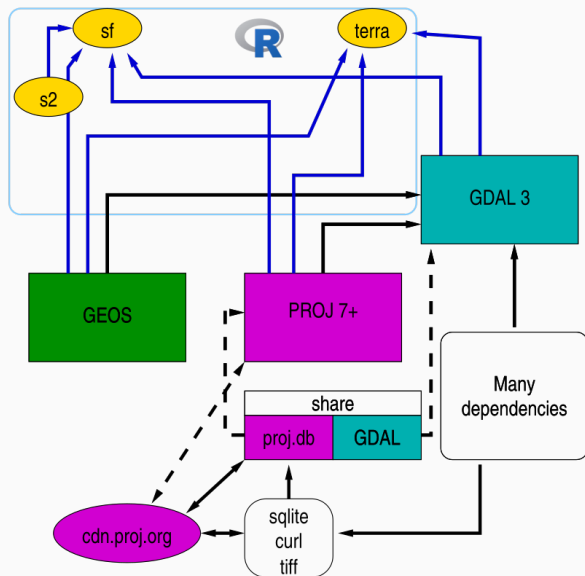 sf
R
terra
s2
GDAL 3
GEOS
PROJ 7+
Many
dependencies
share
proj.db
GDAL
cdn.proj.org
sqlite
curl
tiff